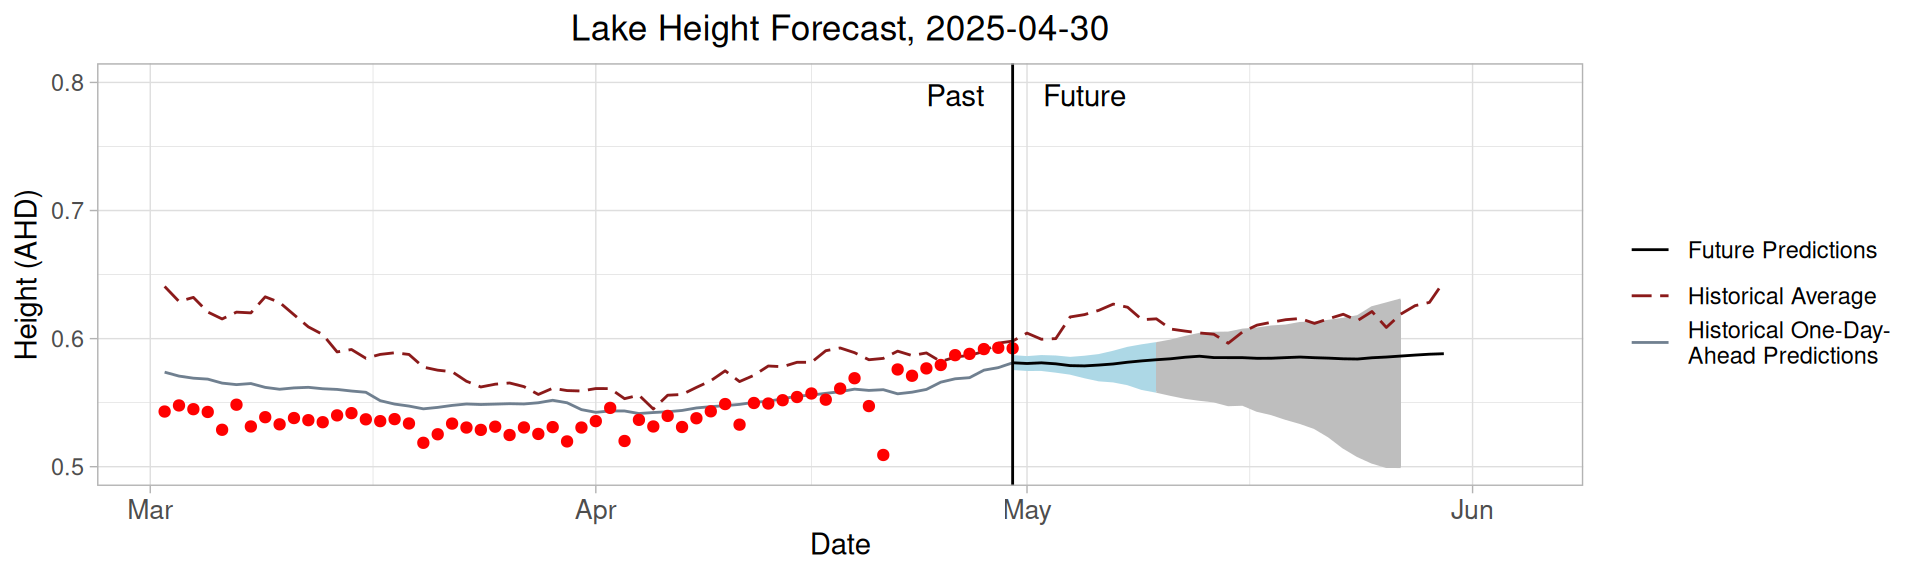 Lake Height Forecast, 2025-04-30
0.8
0.7
0.6
0.5
Height (AHD)
Past
Future
Mar
Apr
May
Jun
Date
Future Predictions
Historical Average
Historical One-Day-
Ahead Predictions